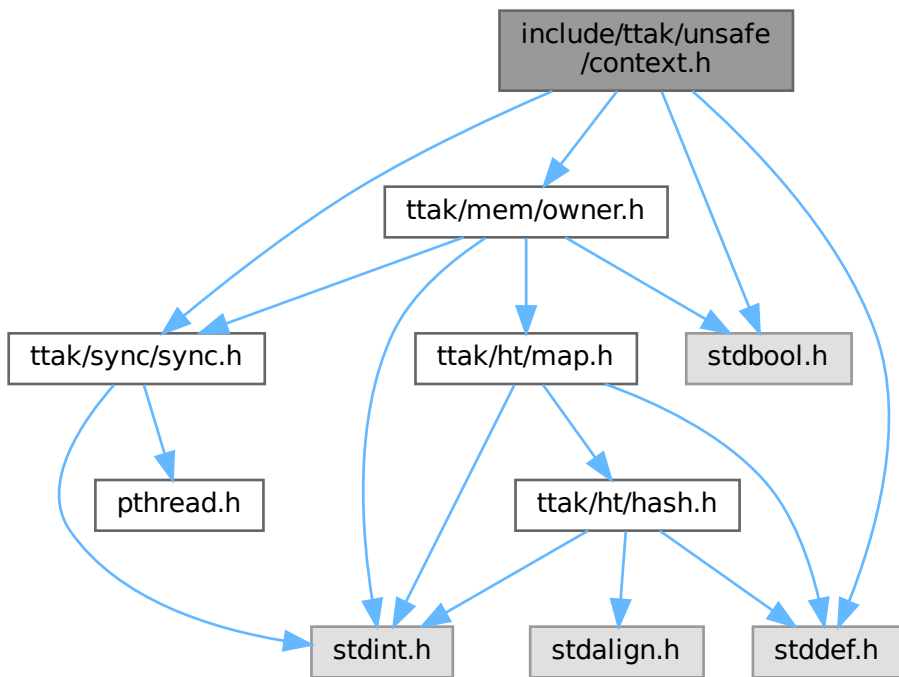 include/ttak/unsafe
/context.h
ttak/mem/owner.h
ttak/sync/sync.h
ttak/ht/map.h
stdbool.h
pthread.h
ttak/ht/hash.h
stdint.h
stdalign.h
stddef.h